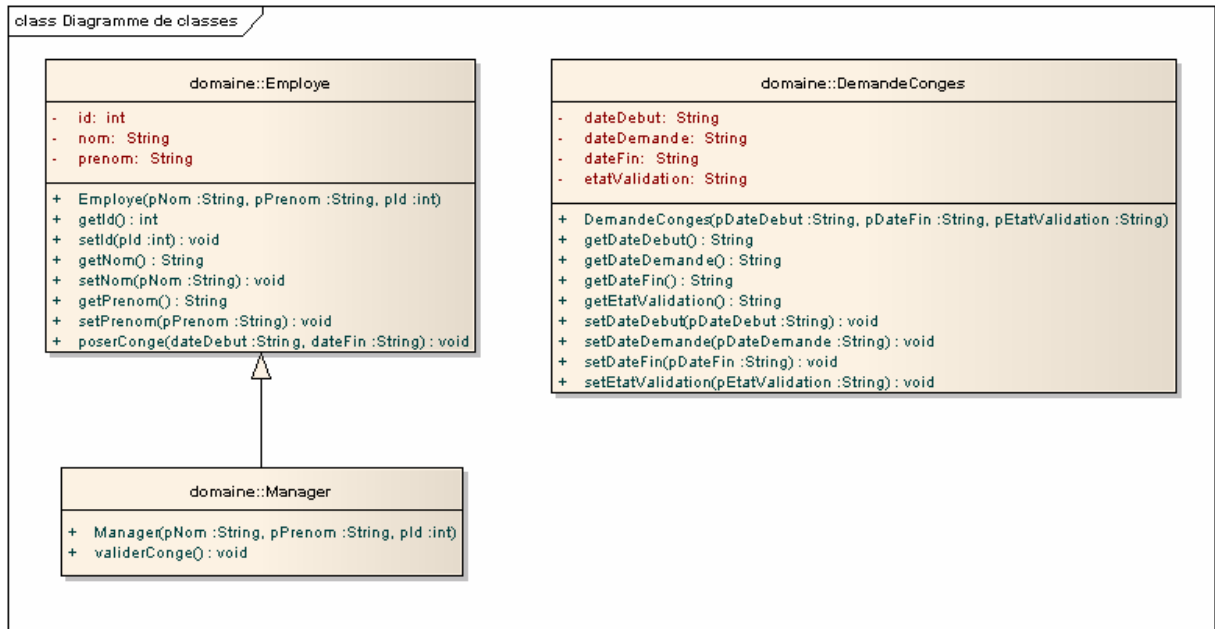 class Diagramme de classes
domaine::Employe
- id: int
- nom: String
- prenom: String
+ Employe(pNom :String, pPrenom :String, pId :int)
+ getId() : int
+ setId(pId :int) : void
+ getNom() : String
+ setNom(pNom :String) : void
+ getPrenom() : String
+ setPrenom(pPrenom :String) : void
+ poserConge(dateDebut :String, dateFin :String) : void
domaine::DemandeConges
- dateDebut: String
- dateDemande: String
- dateFin: String
- etatValidation: String
+ DemandeConges(pDateDebut :String, pDateFin :String, pEtatValidation :String)
+ getDateDebut() : String
+ getDateDemande() : String
+ getDateFin() : String
+ getEtatValidation() : String
+ setDateDebut(pDateDebut :String) : void
+ setDateDemande(pDateDemande :String) : void
+ setDateFin(pDateFin :String) : void
+ setEtatValidation(pEtatValidation :String) : void
domaine::Manager
+ Manager(pNom :String, pPrenom :String, pId :int)
+ validerConge() : void